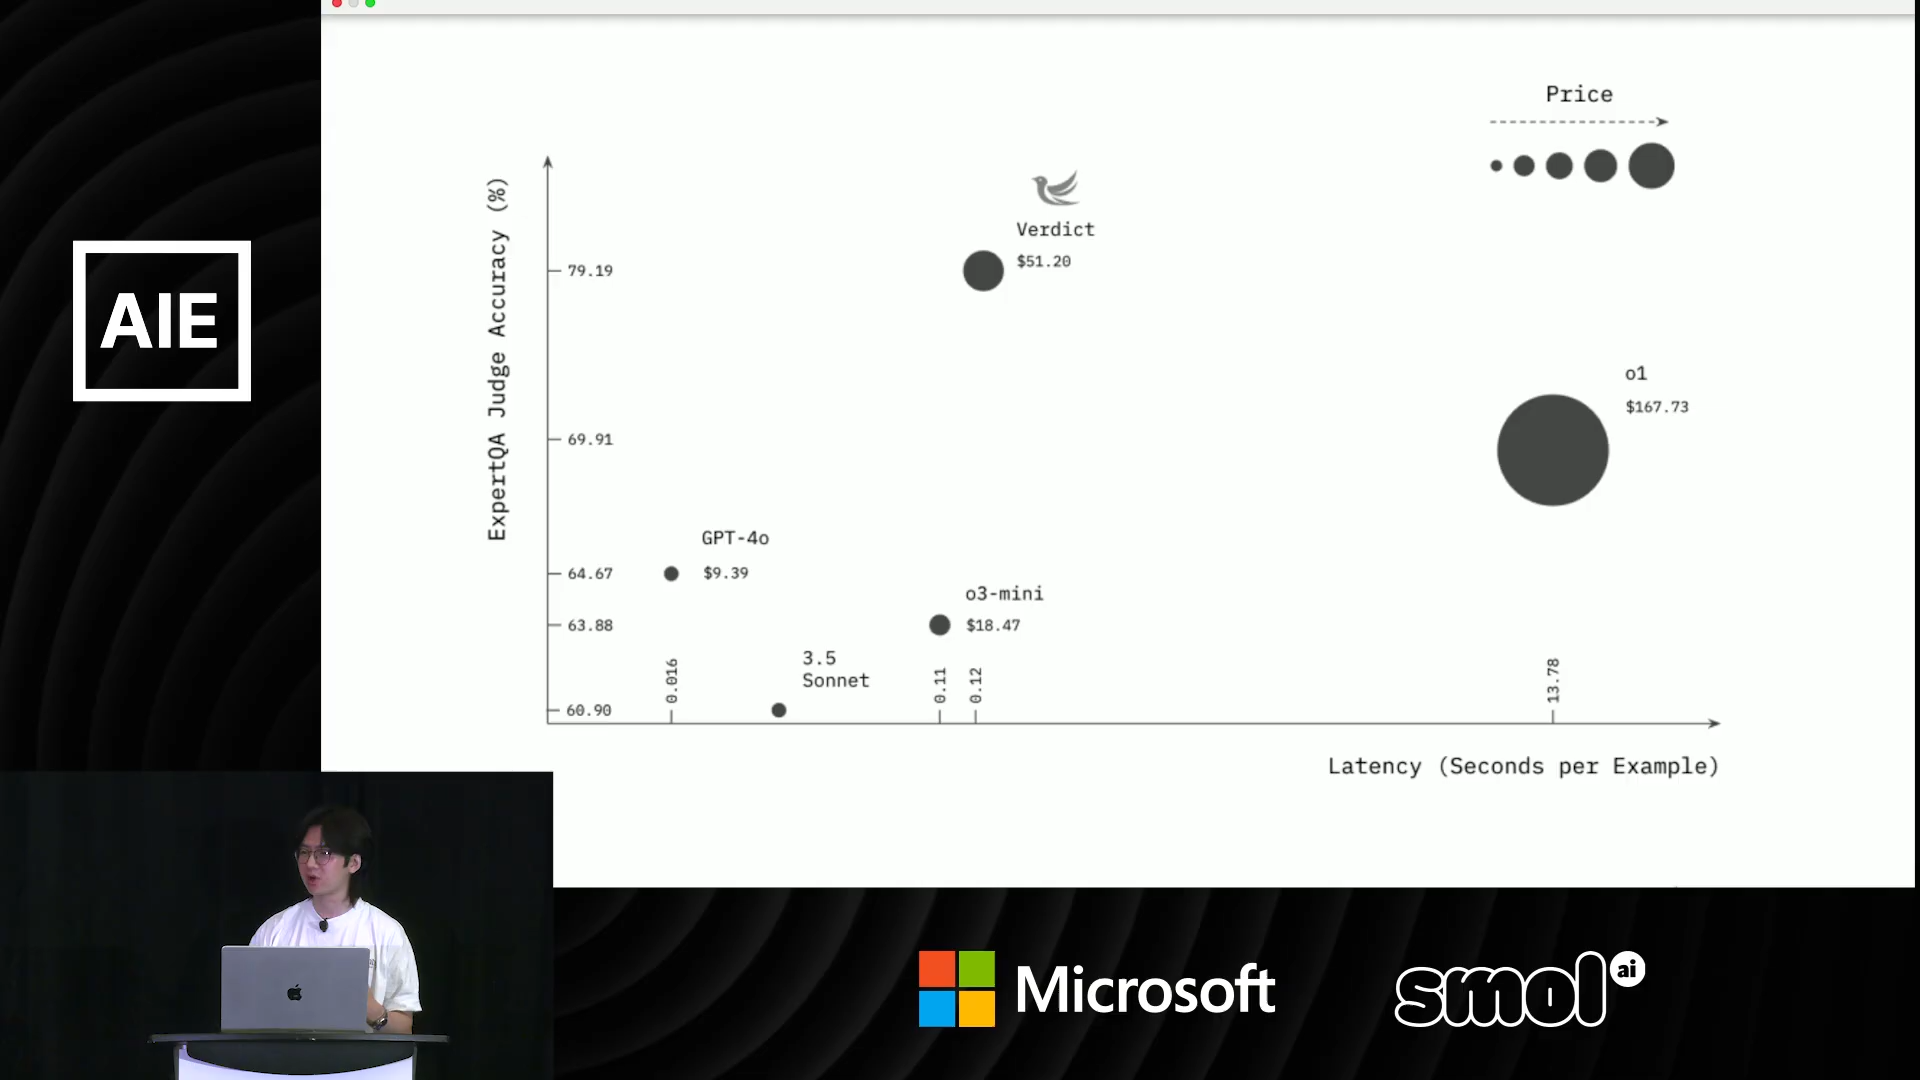 AIE
Price
ExpertQA Judge Accuracy (%)
Verdict
$51.20
79.19
o1
$167.73
69.91
GPT-4o
$9.39
64.67
o3-mini
$18.47
63.88
3.5
Sonnet
60.90
0.016
0.11
0.12
13.78
Latency (Seconds per Example)
Microsoft
smol ai